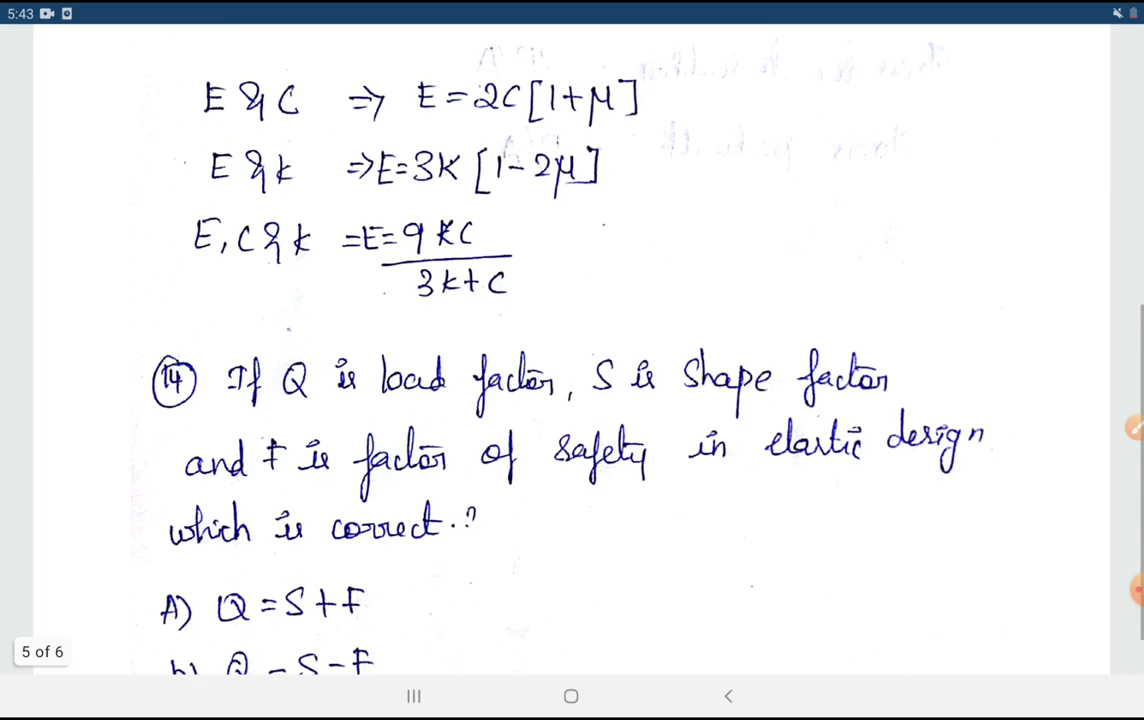 5:43
E & C ⇒ E = 2C[1+μ]
E & k ⇒ E = 3K [1-2μ]
E, C & k = E = 9KC
3k + C
14 If Q is load factor, S is shape factor
and F is factor of safety in elastic design
which is correct.?
A) Q = S + F
b) Q = S - F
5 of 6